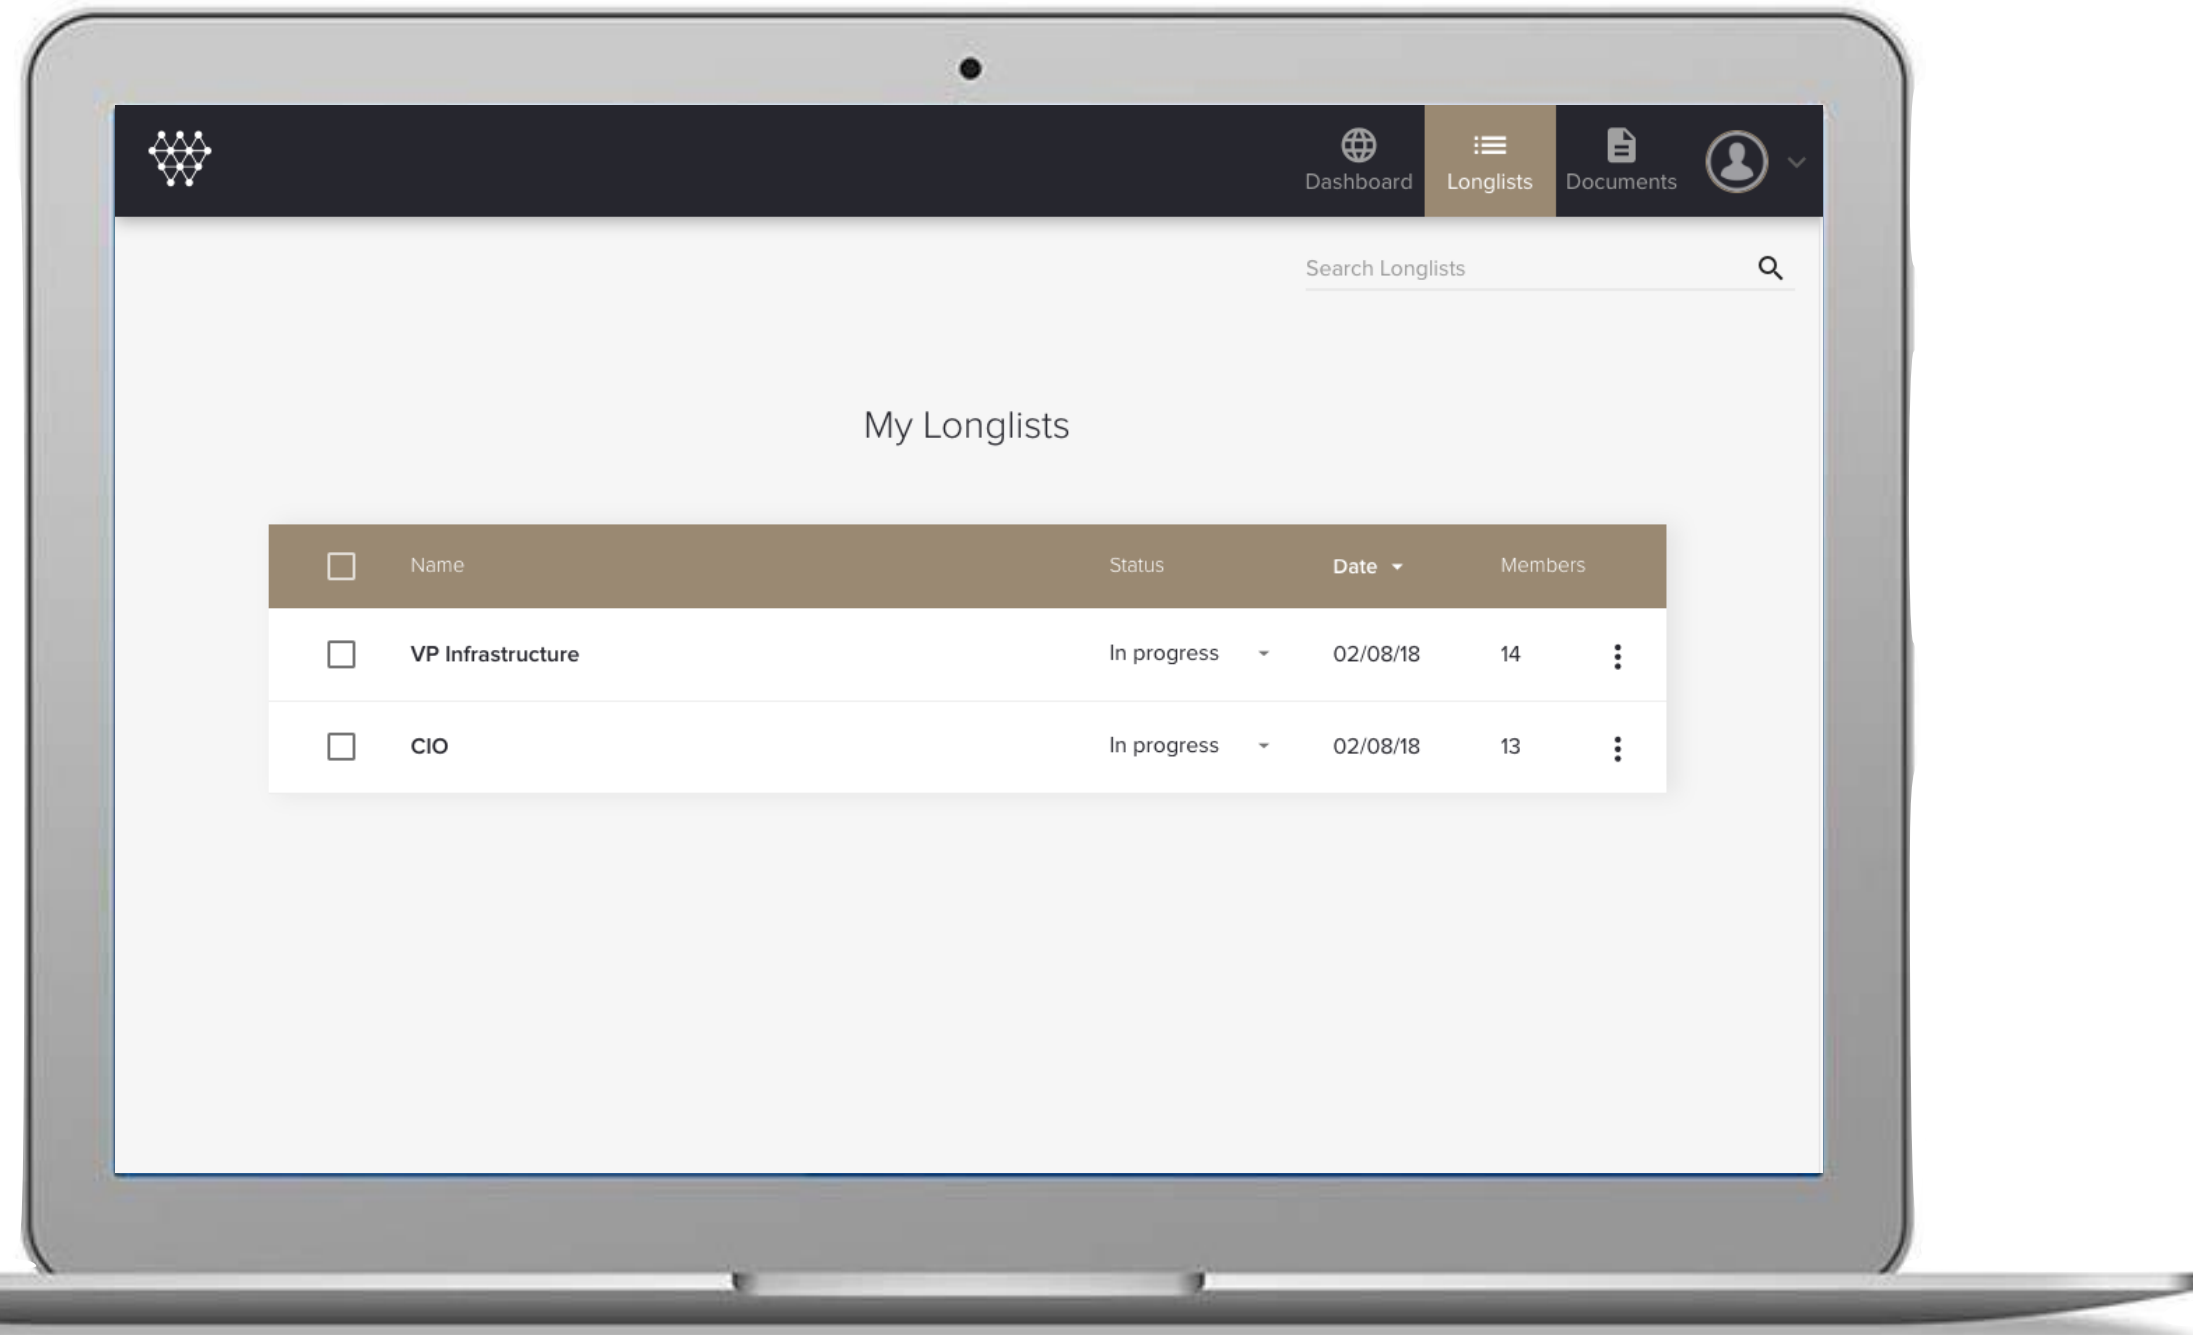 Dashboard Longlists Documents
Search Longlists
My Longlists
Name Status Date Members
VP Infrastructure In progress 02/08/18 14
CIO In progress 02/08/18 13